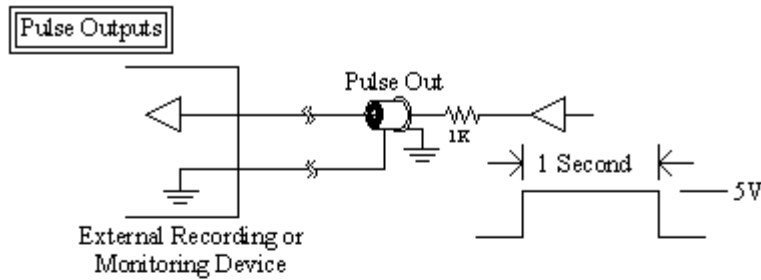 Pulse Outputs
Pulse Out
1K
1 Second
5V
External Recording or
Monitoring Device